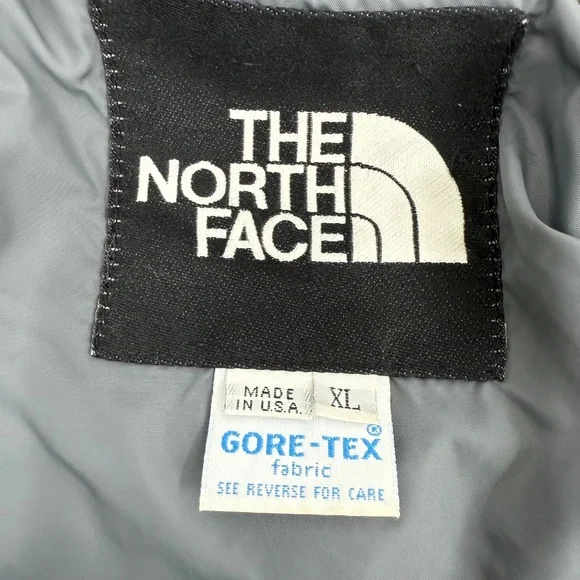 THE
NORTH
FACE
MADE
IN U.S.A.
XL
GORE-TEX®
fabric
SEE REVERSE FOR CARE